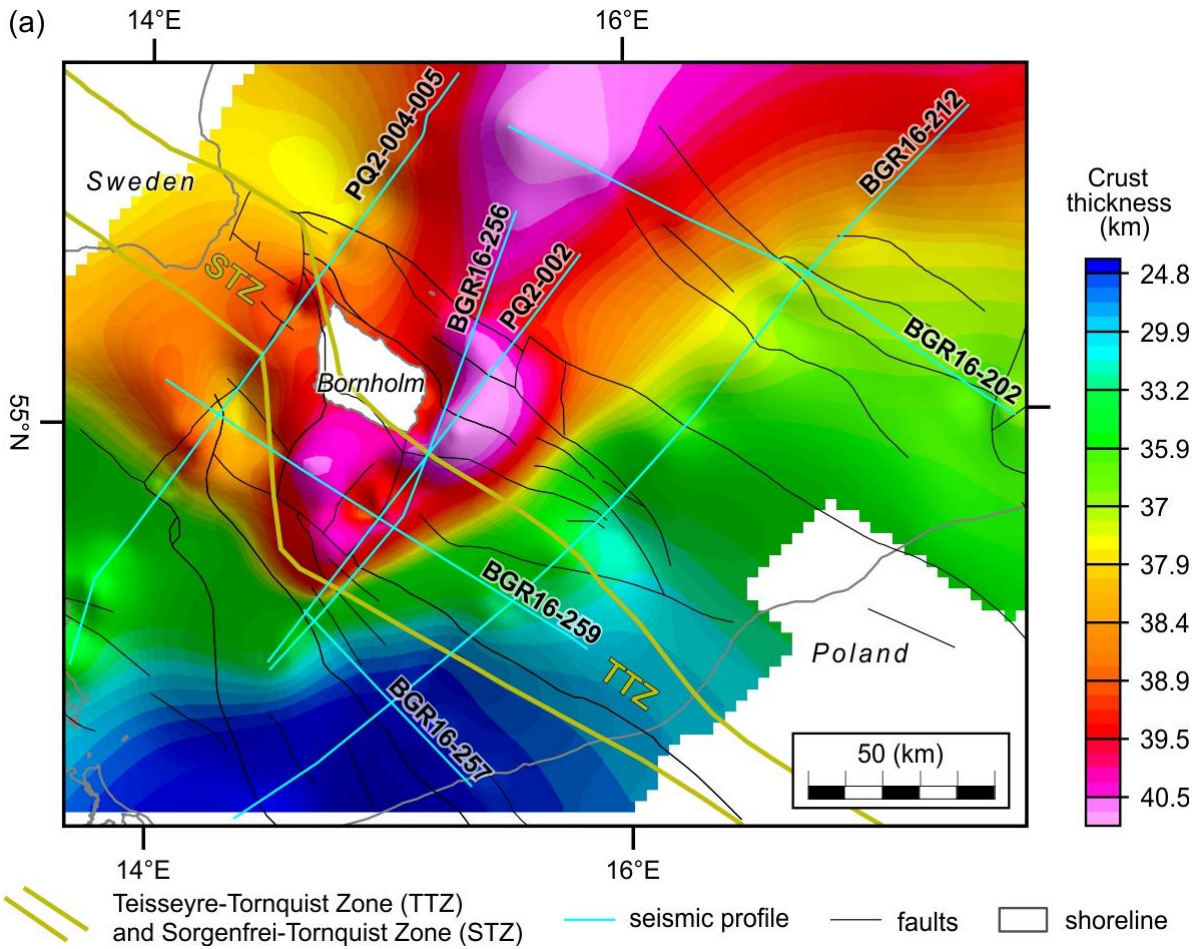 (a)
14°E
16°E
Sweden
PQ2-004-005
BGR16-212
BGR16-256
PQ2-002
STZ
Bornholm
BGR16-202
55°N
BGR16-259
Poland
TTZ
BGR16-257
50 (km)
14°E
16°E
Crust
thickness
(km)
24.8
29.9
33.2
35.9
37
37.9
38.4
38.9
39.5
40.5
Teisseyre-Tornquist Zone (TTZ)
and Sorgenfrei-Tornquist Zone (STZ)
seismic profile
faults
shoreline